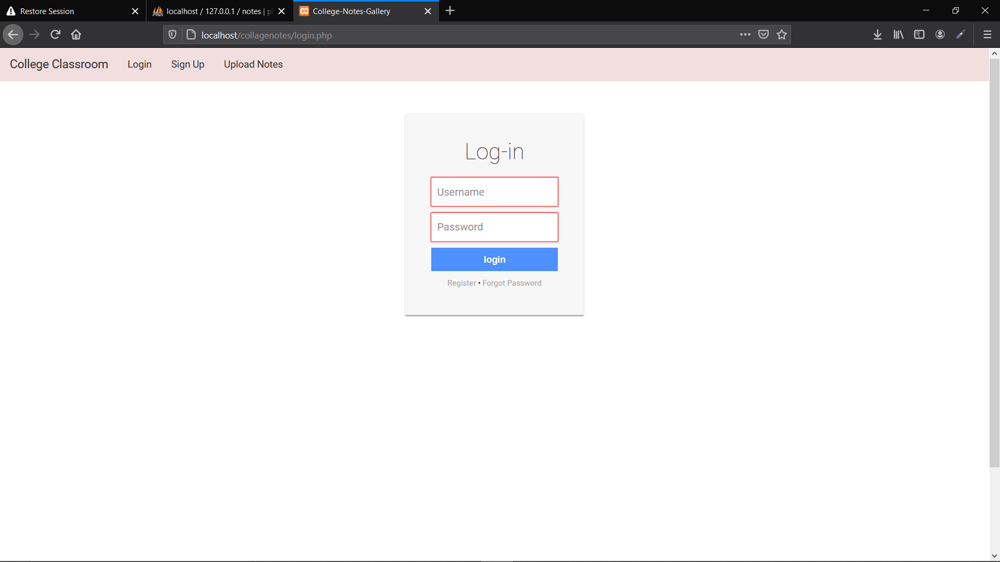 Restore Session
localhost / 127.0.0.1 / notes | ph
College-Notes-Gallery
localhost/collagenotes/login.php
College Classroom Login Sign Up Upload Notes
Log-in
Username
Password
login
Register • Forgot Password